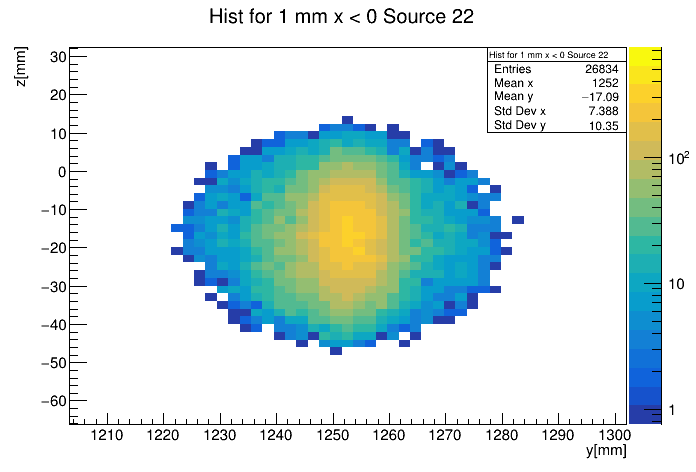 Hist for 1 mm x < 0 Source 22
z[mm]
Hist for 1 mm x < 0 Source 22
Entries 26834
Mean x 1252
Mean y −17.09
Std Dev x 7.388
Std Dev y 10.35
30
20
10
0
−10
−20
−30
−40
−50
−60
10²
10
1
1210 1220 1230 1240 1250 1260 1270 1280 1290 1300
y[mm]